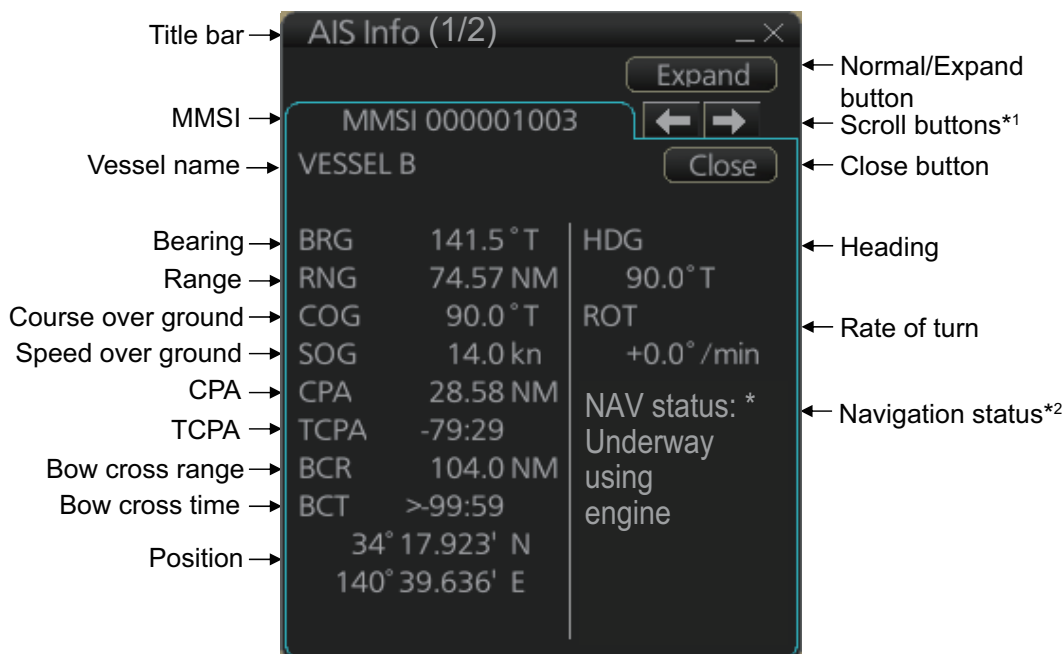 Title bar
AIS Info (1/2)
Expand
Normal/Expand
button
MMSI
MMSI 000001003
Scroll buttons*1
Vessel name
VESSEL B
Close
Close button
Bearing
BRG 141.5°T
HDG
Heading
Range
RNG 74.57 NM
90.0°T
Course over ground
COG 90.0°T
ROT
Rate of turn
Speed over ground
SOG 14.0 kn
+0.0°/min
CPA
CPA 28.58 NM
NAV status: *
Navigation status*2
TCPA
TCPA -79:29
Underway
Bow cross range
BCR 104.0 NM
using
Bow cross time
BCT >-99:59
engine
Position
34°17.923' N
140°39.636' E